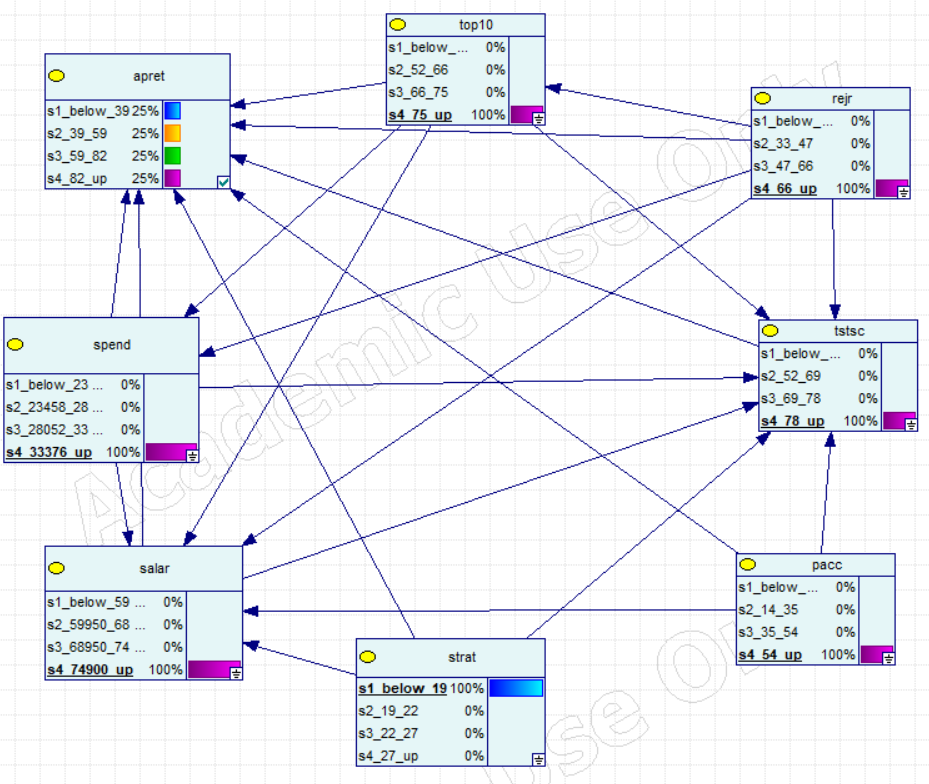 top10
s1_below_... 0%
s2_52_66 0%
s3_66_75 0%
s4_75_up 100%
apret
s1_below_39 25%
s2_39_59 25%
s3_59_82 25%
s4_82_up 25%
rejr
s1_below_... 0%
s2_33_47 0%
s3_47_66 0%
s4_66_up 100%
spend
s1_below_23 ... 0%
s2_23458_28 ... 0%
s3_28052_33 ... 0%
s4_33376_up 100%
tstsc
s1_below_... 0%
s2_52_69 0%
s3_69_78 0%
s4_78_up 100%
salar
s1_below_59 ... 0%
s2_59950_68 ... 0%
s3_68950_74 ... 0%
s4_74900_up 100%
pacc
s1_below_... 0%
s2_14_35 0%
s3_35_54 0%
s4_54_up 100%
strat
s1_below_19 100%
s2_19_22 0%
s3_22_27 0%
s4_27_up 0%
Academic Use Only
Use Only